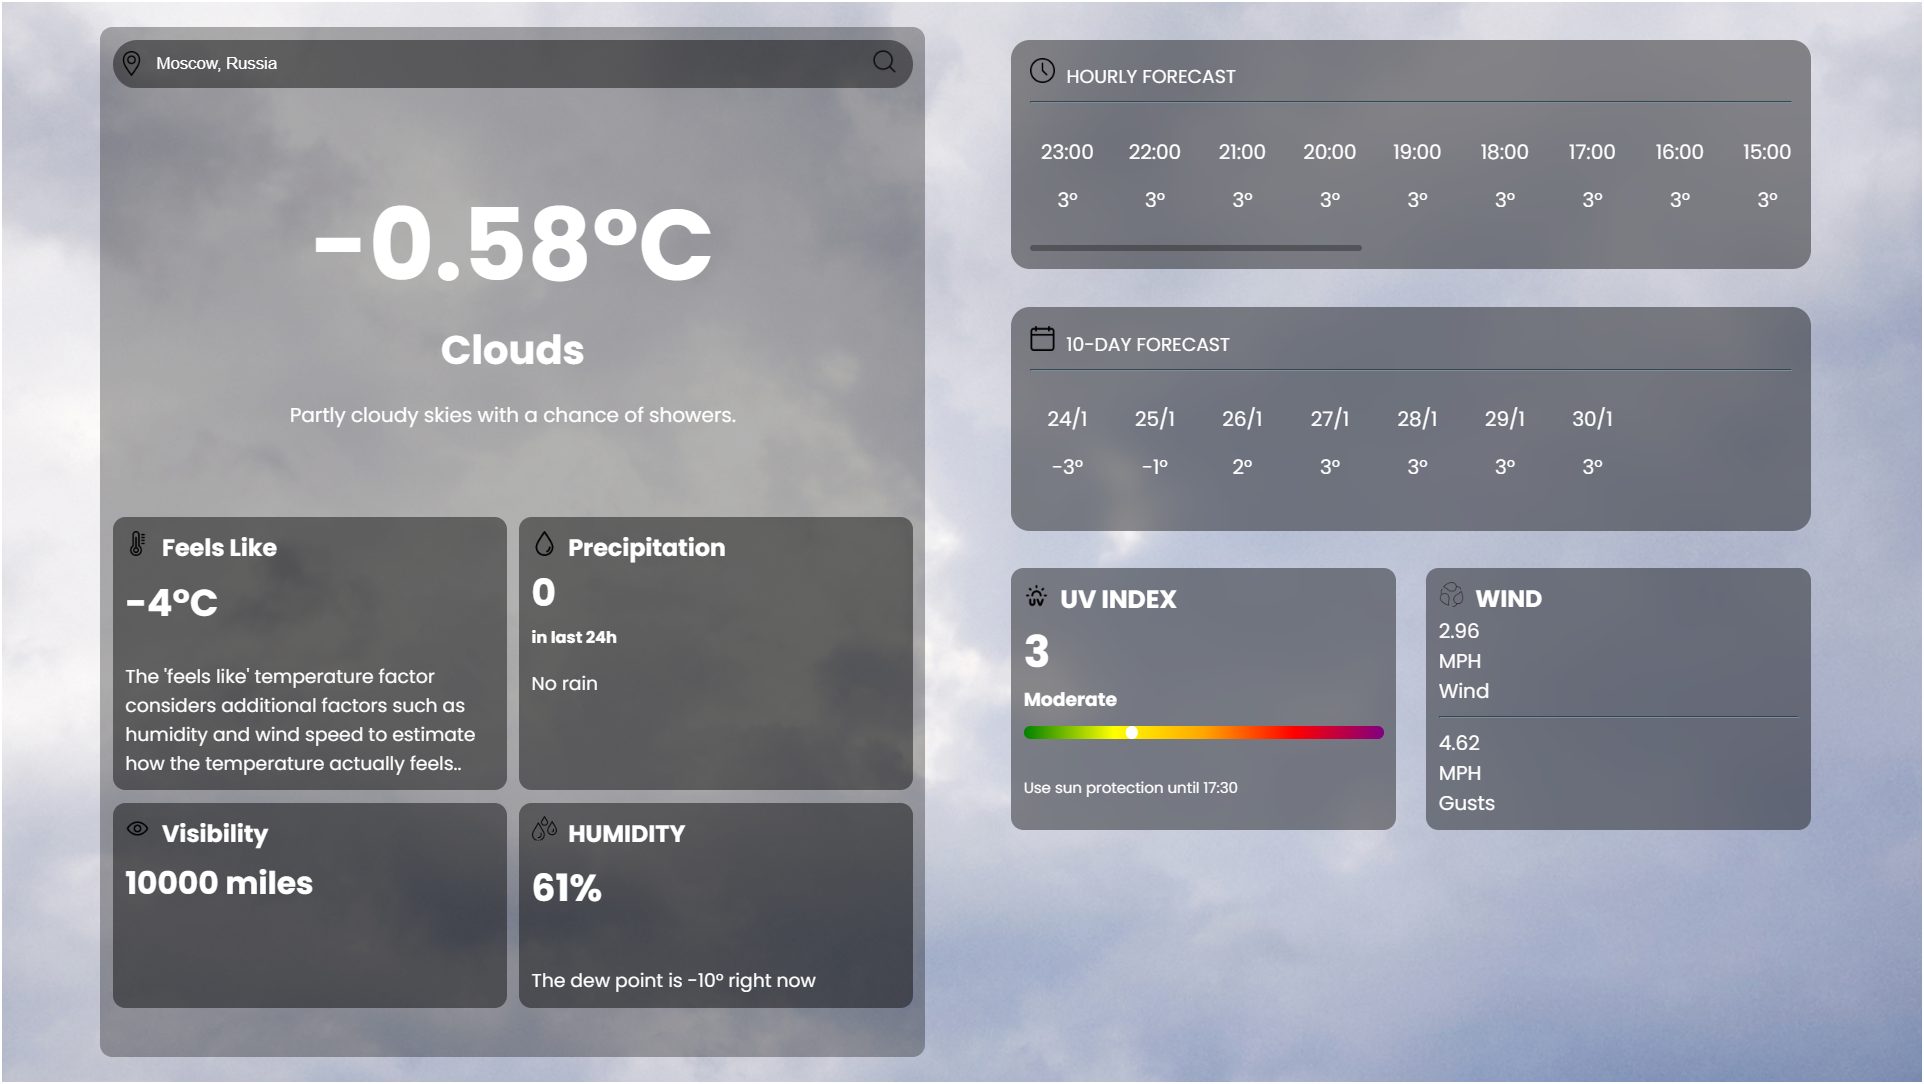 Moscow, Russia
-0.58°C
Clouds
Partly cloudy skies with a chance of showers.
Feels Like
-4°C
The 'feels like' temperature factor
considers additional factors such as
humidity and wind speed to estimate
how the temperature actually feels..
Precipitation
0
in last 24h
No rain
Visibility
10000 miles
HUMIDITY
61%
The dew point is -10° right now
HOURLY FORECAST
23:00 22:00 21:00 20:00 19:00 18:00 17:00 16:00 15:00
3° 3° 3° 3° 3° 3° 3° 3° 3°
10-DAY FORECAST
24/1 25/1 26/1 27/1 28/1 29/1 30/1
-3° -1° 2° 3° 3° 3° 3°
UV INDEX
3
Moderate
Use sun protection until 17:30
WIND
2.96
MPH
Wind
4.62
MPH
Gusts